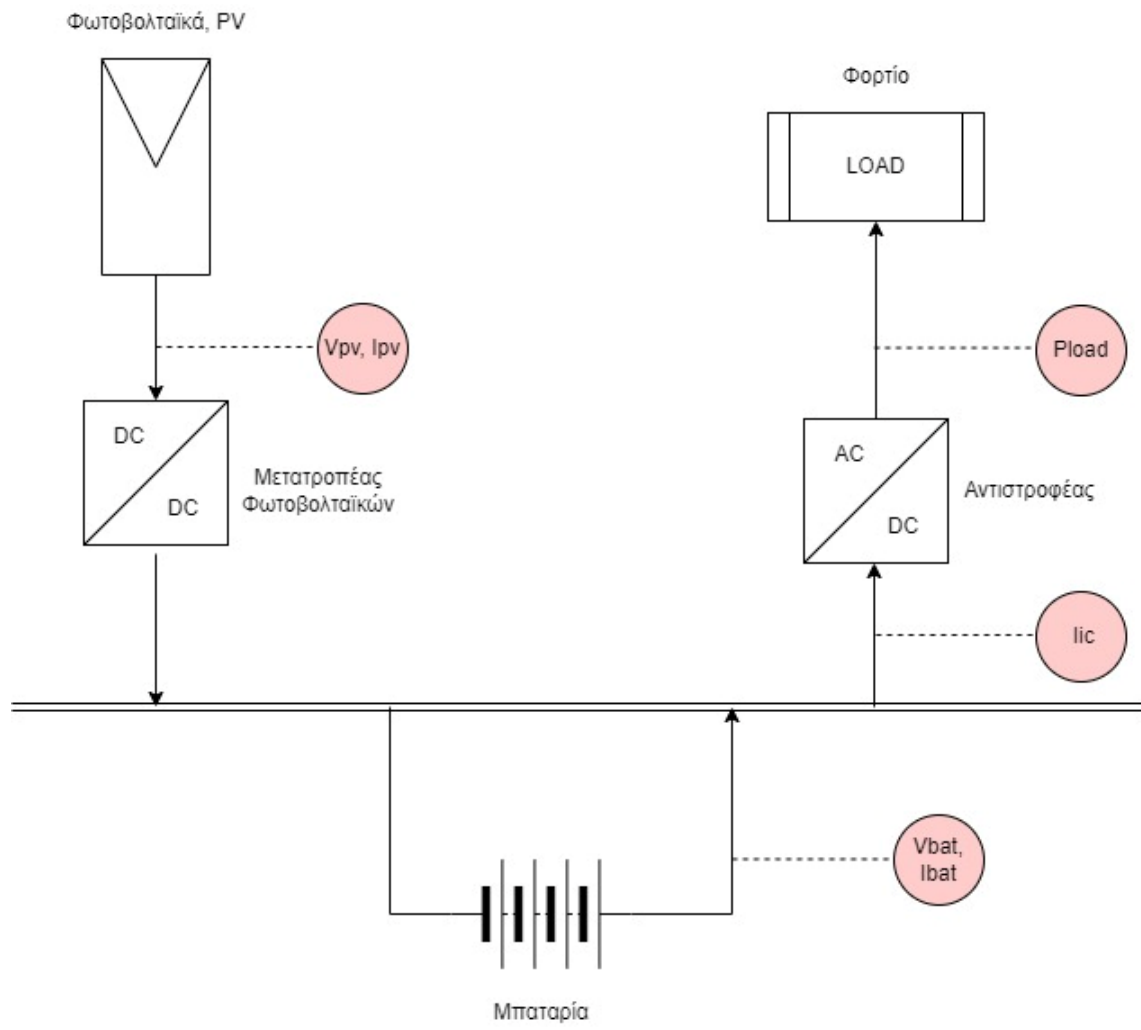 Φωτοβολταϊκά, PV
Φορτίο
LOAD
Vpv, Ipv
Pload
DC
DC
Μετατροπέας
Φωτοβολταϊκών
AC
DC
Αντιστροφέας
Iic
Vbat,
Ibat
Μπαταρία